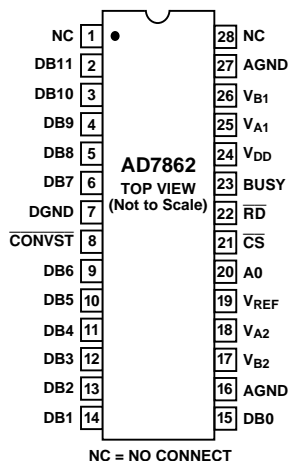 NC 1 28 NC
DB11 2 27 AGND
DB10 3 26 VB1
DB9 4 25 VA1
DB8 5 24 VDD
DB7 6 23 BUSY
DGND 7 22 R̅D̅
C̅O̅N̅V̅S̅T̅ 8 21 C̅S̅
DB6 9 20 A0
DB5 10 19 VREF
DB4 11 18 VA2
DB3 12 17 VB2
DB2 13 16 AGND
DB1 14 15 DB0
AD7862
TOP VIEW
(Not to Scale)
NC = NO CONNECT